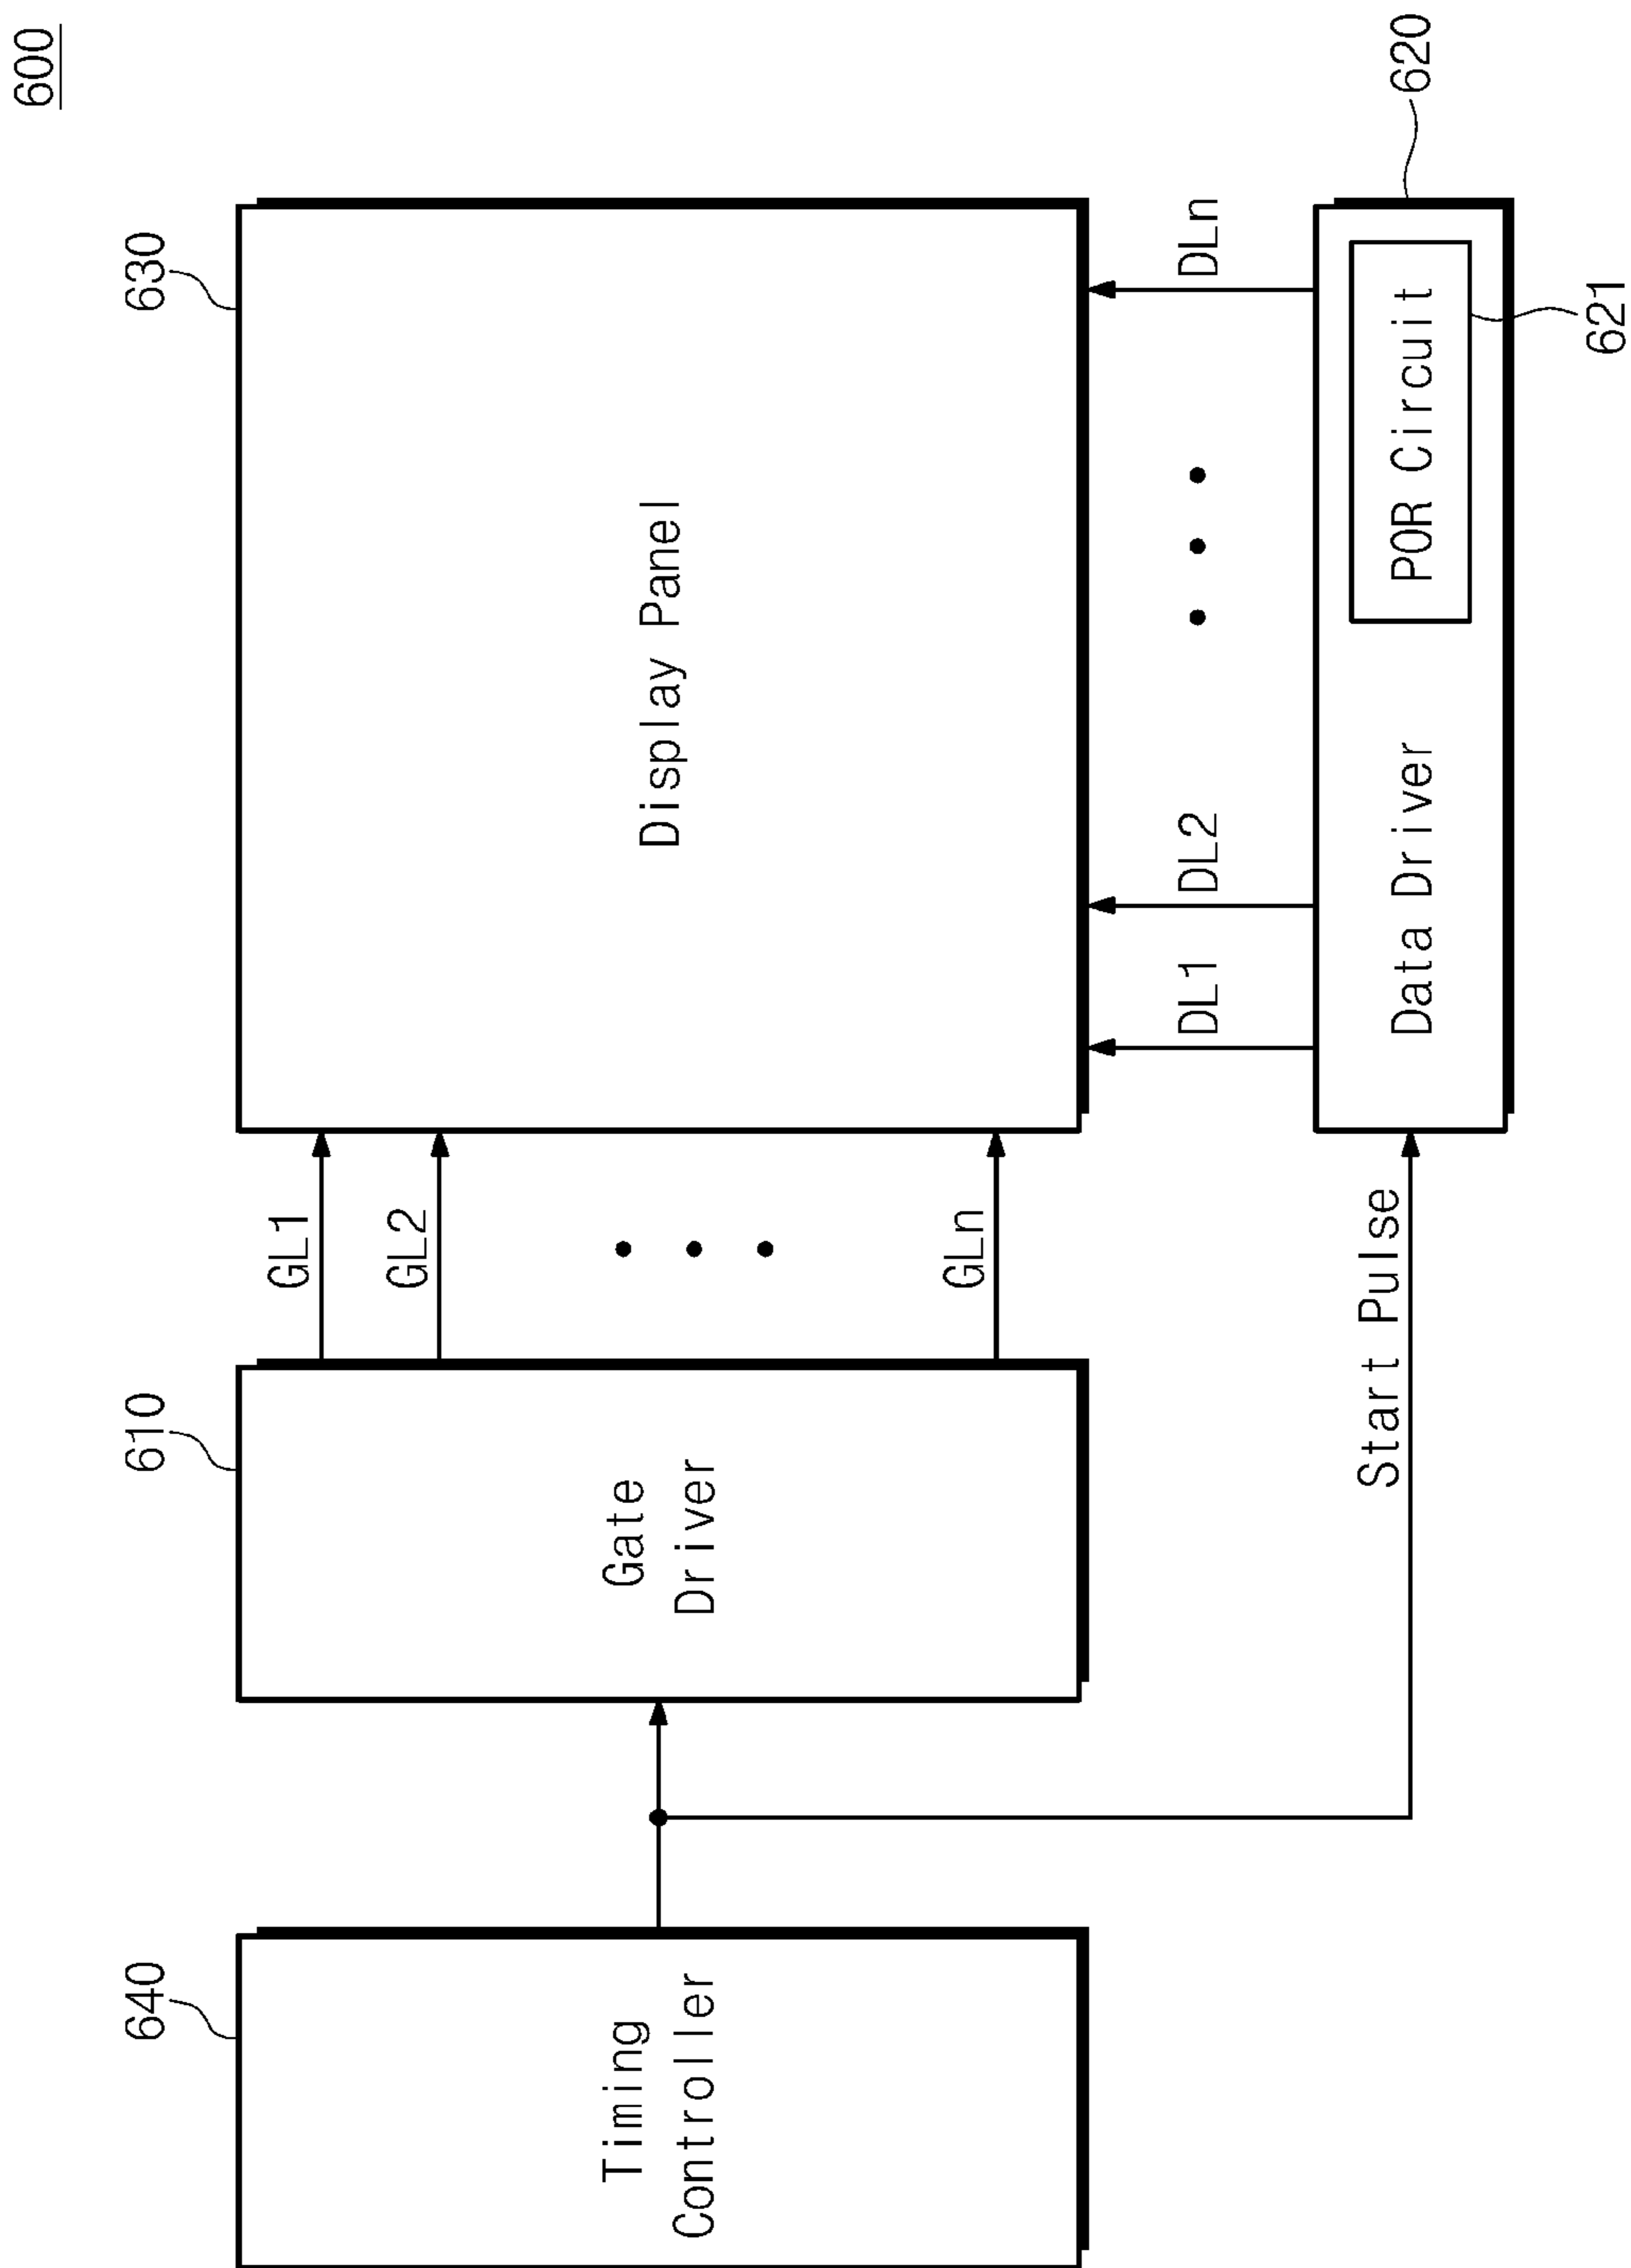 600
640
610
630
Timing
Controller
Gate
Driver
GL1
GL2
GLn
Display Panel
DL1
DL2
DLn
Start Pulse
Data Driver
POR Circuit
620
621